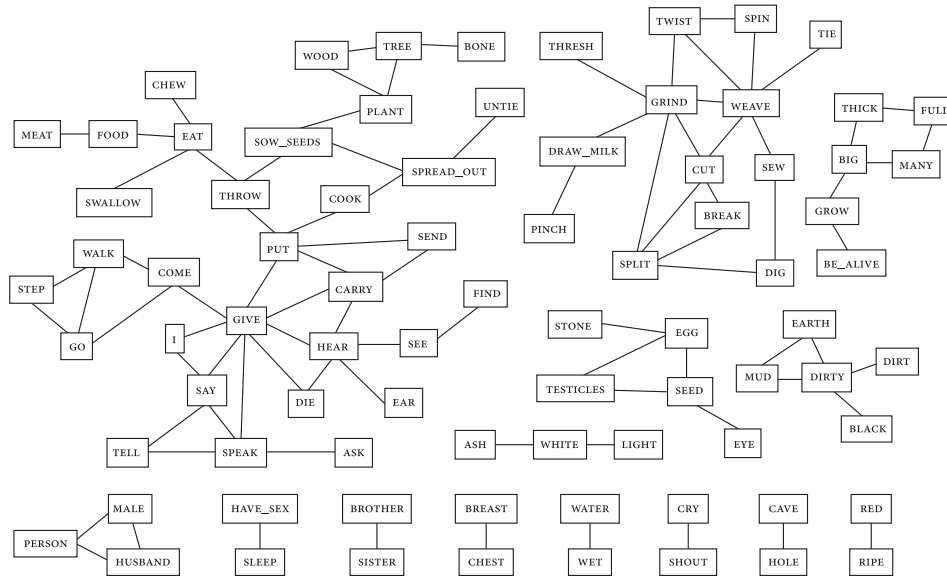 TWIST
SPIN
TIE
THRESH
TREE
BONE
WOOD
CHEW
GRIND
WEAVE
UNTIE
PLANT
THICK
FULL
MEAT
FOOD
EAT
SOW_SEEDS
DRAW_MILK
BIG
MANY
SPREAD_OUT
CUT
SEW
SWALLOW
THROW
COOK
BREAK
GROW
PINCH
PUT
SEND
WALK
COME
SPLIT
DIG
BE_ALIVE
STEP
CARRY
FIND
GIVE
STONE
EGG
EARTH
I
GO
HEAR
SEE
DIRT
MUD
DIRTY
SAY
TESTICLES
SEED
DIE
EAR
BLACK
TELL
SPEAK
ASK
ASH
WHITE
LIGHT
EYE
MALE
HAVE_SEX
BROTHER
BREAST
WATER
CRY
CAVE
RED
PERSON
HUSBAND
SLEEP
SISTER
CHEST
WET
SHOUT
HOLE
RIPE